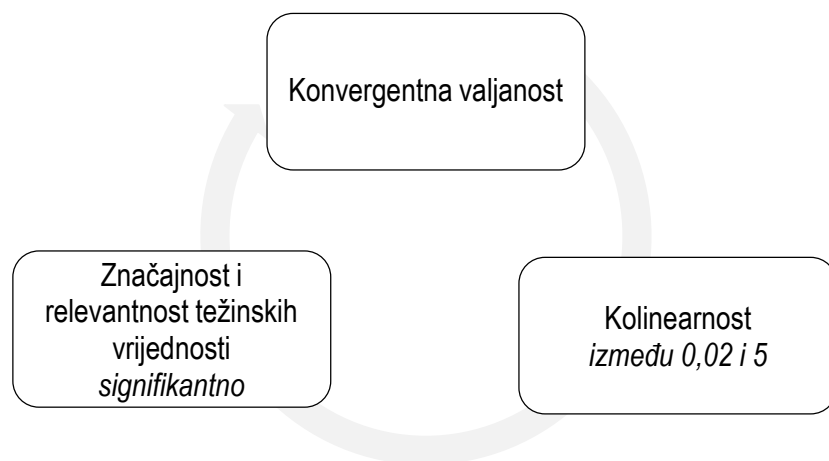 Konvergentna valjanost
Značajnost i
relevantnost težinskih
vrijednosti
signifikantno
Kolinearnost
između 0,02 i 5